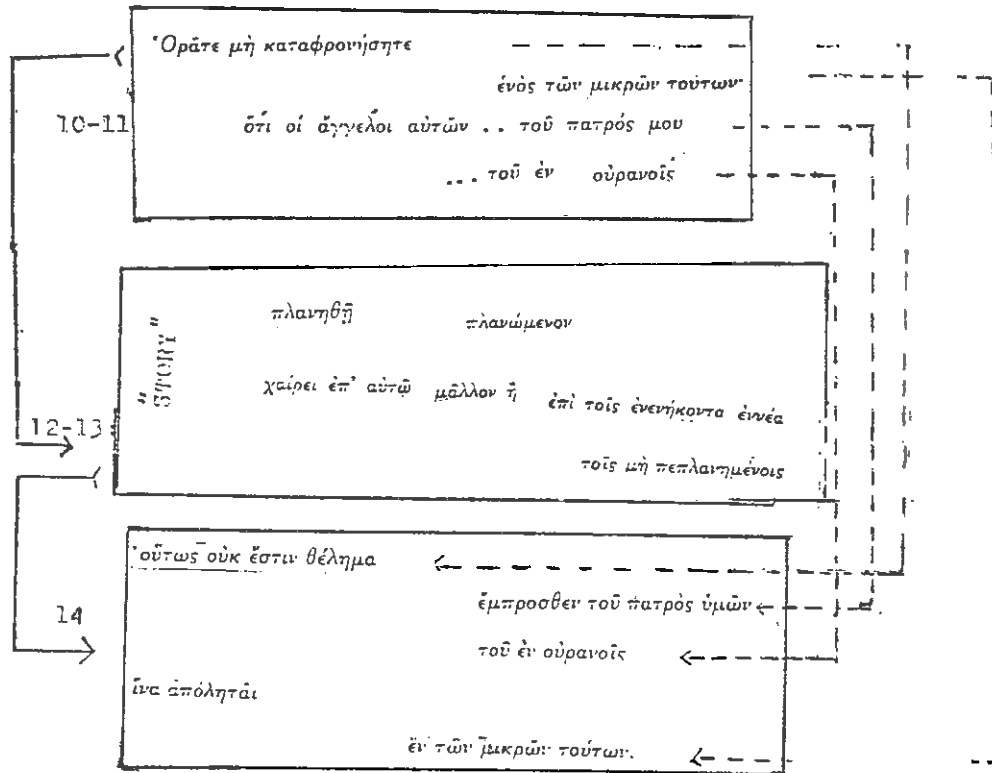 Ὁρᾶτε μὴ καταφρονήσητε
ἑνὸς τῶν μικρῶν τούτων·
10-11
ὅτι οἱ ἄγγελοι αὐτῶν .. τοῦ πατρός μου
... τοῦ ἐν οὐρανοῖς
"STORY"
πλανηθῇ πλανώμενον
χαίρει ἐπ' αὐτῷ μᾶλλον ἢ ἐπὶ τοῖς ἐνενήκοντα ἐννέα
12-13
τοῖς μὴ πεπλανημένοις
οὕτως οὐκ ἔστιν θέλημα
ἔμπροσθεν τοῦ πατρὸς ὑμῶν
14
τοῦ ἐν οὐρανοῖς
ἵνα ἀπόληται
ἓν τῶν μικρῶν τούτων.